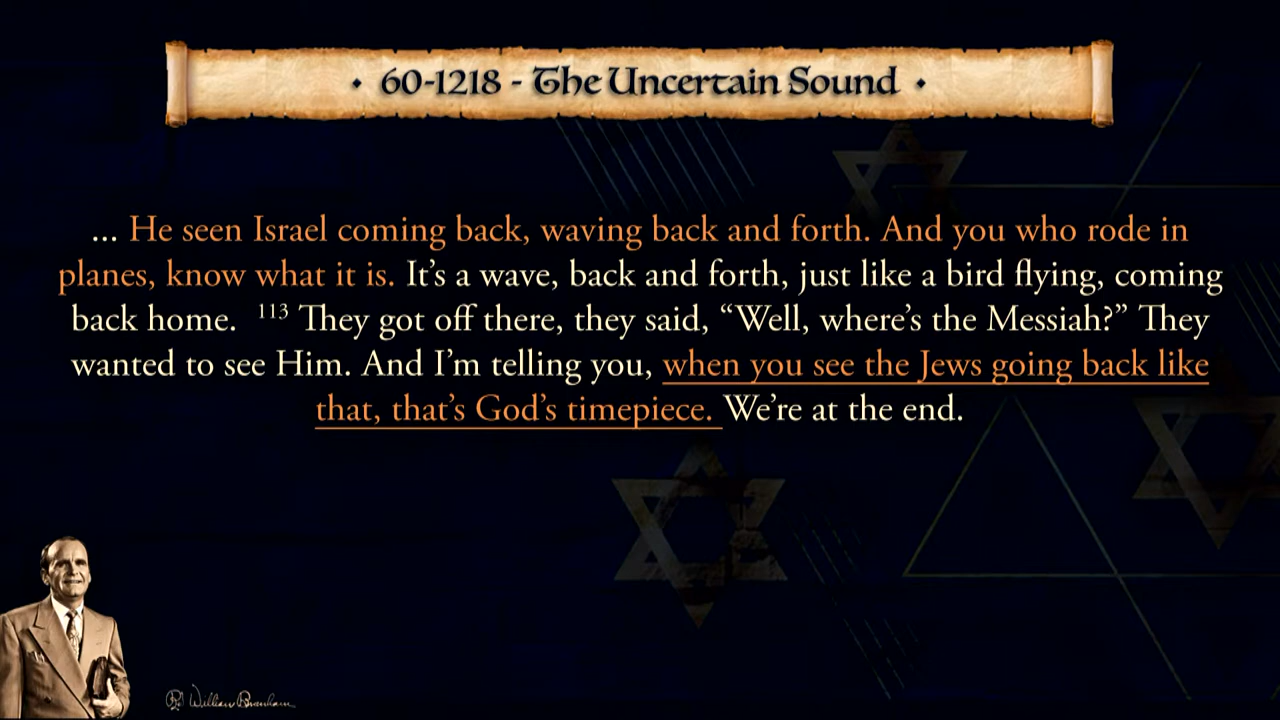 • 60-1218 - The Uncertain Sound •
... He seen Israel coming back, waving back and forth. And you who rode in
planes, know what it is. It’s a wave, back and forth, just like a bird flying, coming
back home. ¹¹³ They got off there, they said, “Well, where’s the Messiah?” They
wanted to see Him. And I’m telling you, when you see the Jews going back like
that, that’s God’s timepiece. We’re at the end.
William Branham